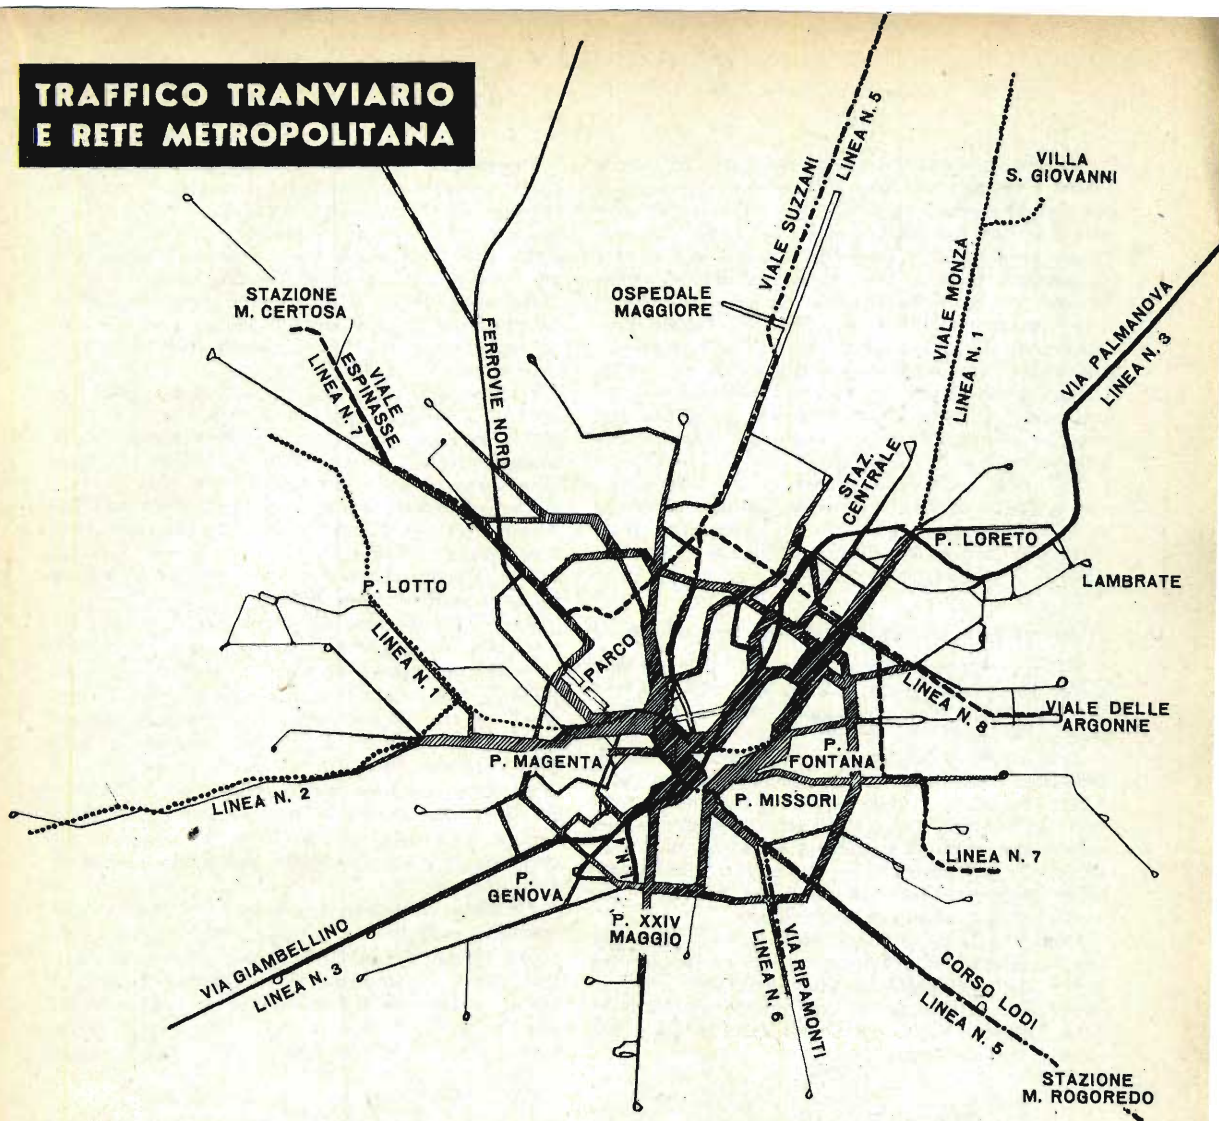 TRAFFICO TRANVIARIO
E RETE METROPOLITANA
LINEA N. 5
VIALE SUZZANI
VILLA
S. GIOVANNI
STAZIONE
M. CERTOSA
OSPEDALE
MAGGIORE
VIALE MONZA
LINEA N. 1
VIA PALMANOVA
LINEA N. 3
FERROVIE NORD
VIALE
ESPINASSE
LINEA N. 7
STAZ.
CENTRALE
P. LORETO
LAMBRATE
P. LOTTO
LINEA N. 1
PARCO
LINEA N. 8
VIALE DELLE
ARGONNE
P. MAGENTA
P.
FONTANA
LINEA N. 2
P. MISSORI
LINEA N. 7
P.
GENOVA
P. XXIV
MAGGIO
VIA GIAMBELLINO
LINEA N. 3
VIA RIPAMONTI
LINEA N. 6
CORSO LODI
LINEA N. 5
STAZIONE
M. ROGOREDO